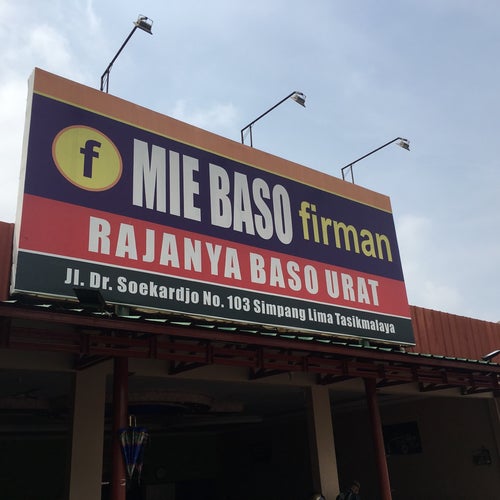 f MIE BASO firman
RAJANYA BASO URAT
Jl. Dr. Soekardjo No. 103 Simpang Lima Tasikmalaya